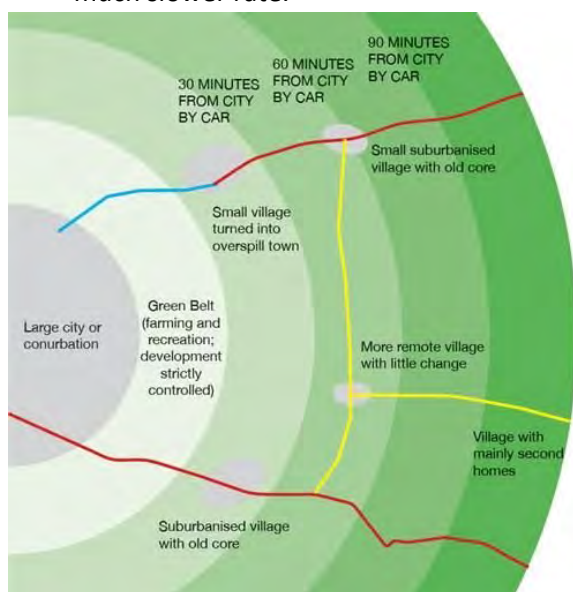 much slower rate.
30 MINUTES
FROM CITY
BY CAR
60 MINUTES
FROM CITY
BY CAR
90 MINUTES
FROM CITY
BY CAR
Small suburbanised
village with old core
Small village
turned into
overspill town
Large city or
conurbation
Green Belt
(farming and
recreation;
development
strictly
controlled)
More remote village
with little change
Village with
mainly second
homes
Suburbanised village
with old core